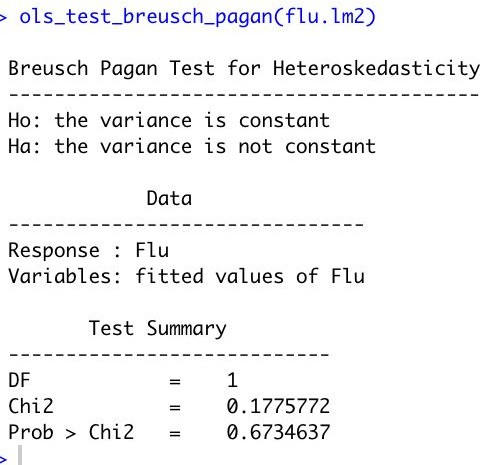 > ols_test_breusch_pagan(flu.lm2)
Breusch Pagan Test for Heteroskedasticity
-----------------------------------------
Ho: the variance is constant
Ha: the variance is not constant
Data
-------------------------------
Response : Flu
Variables: fitted values of Flu
Test Summary
----------------------------
DF = 1
Chi2 = 0.1775772
Prob > Chi2 = 0.6734637
>